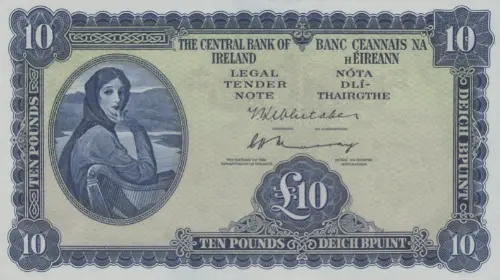 10
10
THE CENTRAL BANK OF
IRELAND
LEGAL
TENDER
NOTE
BANC CEANNAIS NA
hÉIREANN
NÓTA
DLÍ-
THAIRGTHE
TEN POUNDS
DEICH BPUINT
£10
10
TEN POUNDS
DEICH BPUINT
10